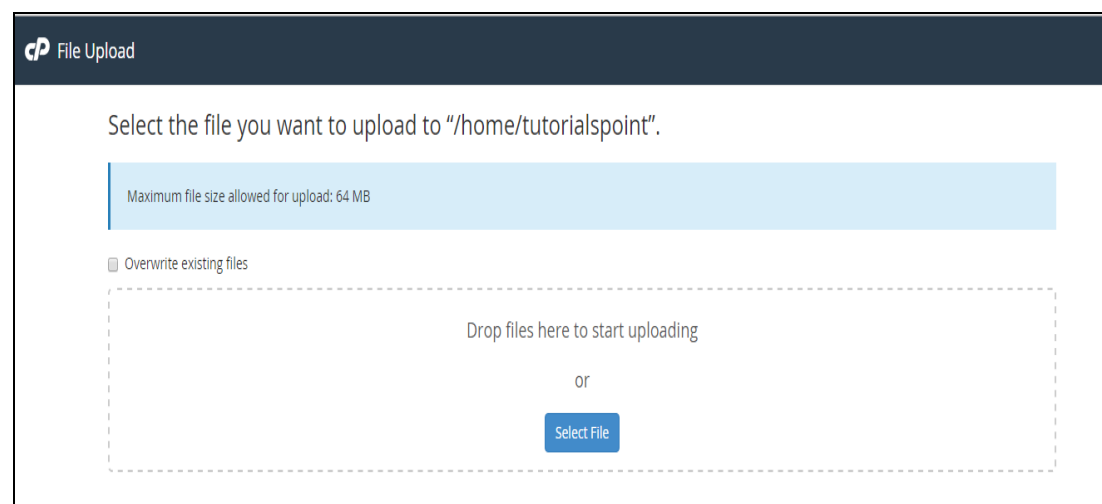 cP File Upload
Select the file you want to upload to “/home/tutorialspoint”.
Maximum file size allowed for upload: 64 MB
Overwrite existing files
Drop files here to start uploading
or
Select File